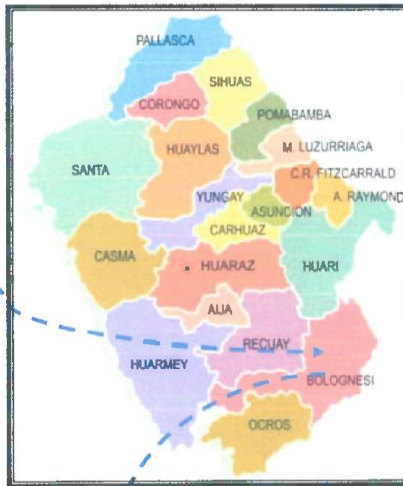 PALLASCA
SIHUAS
CORONGO
POMABAMBA
HUAYLAS
M. LUZURRIAGA
SANTA
C.R. FITZCARRALD
YUNGAY
A. RAYMOND
ASUNCION
CARHUAZ
CASMA
HUARAZ
HUARI
AIJA
RECUAY
HUARMEY
BOLOGNESI
OCROS